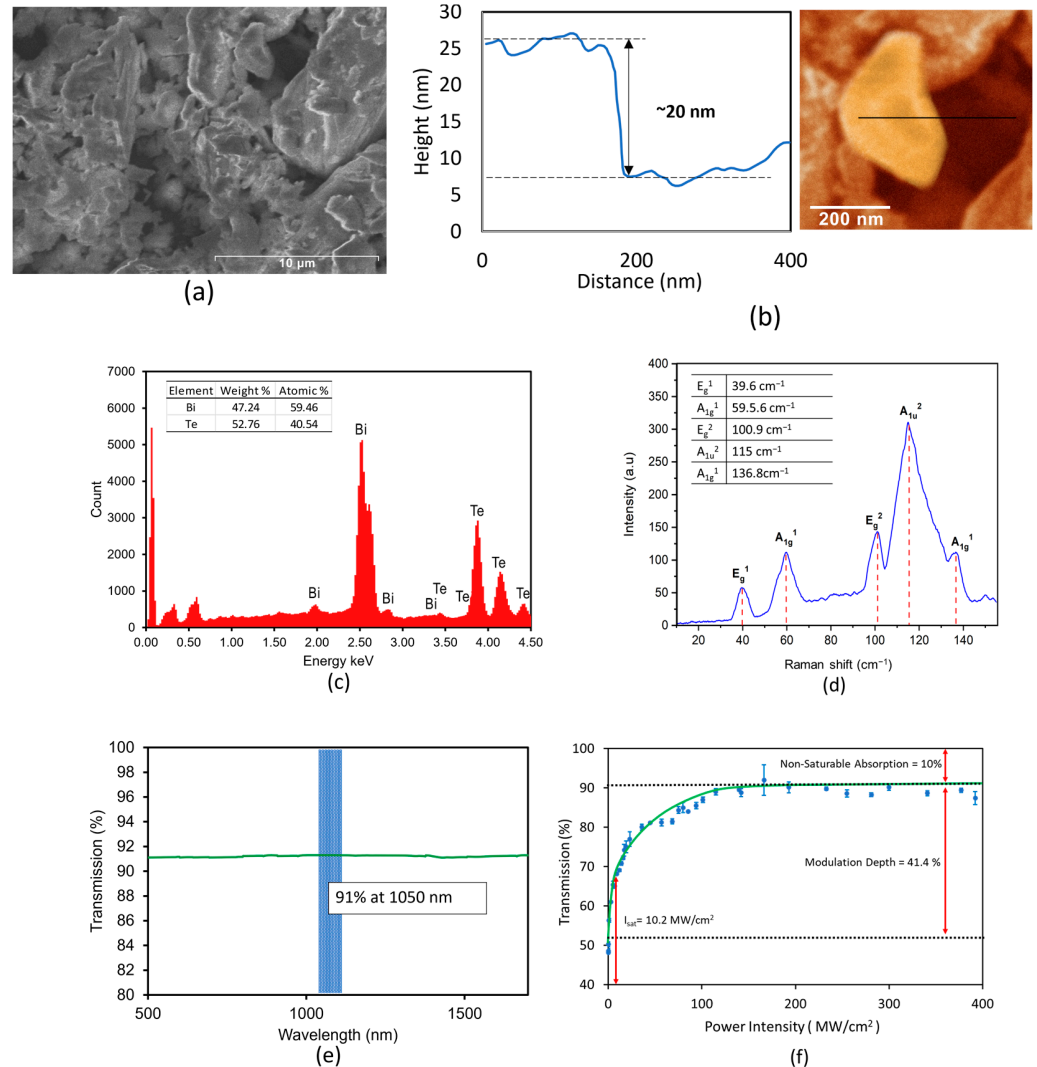 10 µm
(a)
30
25
20
15
10
5
0
Height (nm)
~20 nm
0
200
400
Distance (nm)
200 nm
(b)
7000
6000
5000
4000
3000
2000
1000
0
Count
Element Weight % Atomic %
Bi 47.24 59.46
Te 52.76 40.54
Bi
Bi
Bi
Bi
Te
Te
Te
Te
Te
0.00 0.50 1.00 1.50 2.00 2.50 3.00 3.50 4.00 4.50
Energy keV
(c)
400
350
300
250
200
150
100
50
0
Intensity (a.u)
Eg¹ 39.6 cm⁻¹
A1g¹ 59.5.6 cm⁻¹
Eg² 100.9 cm⁻¹
A1u² 115 cm⁻¹
A1g¹ 136.8cm⁻¹
Eg¹
A1g¹
Eg²
A1u²
A1g¹
20 40 60 80 100 120 140
Raman shift (cm⁻¹)
(d)
100
98
96
94
92
90
88
86
84
82
80
Transmission (%)
91% at 1050 nm
500 1000 1500
Wavelength (nm)
(e)
100
90
80
70
60
50
40
Transmission (%)
Non-Saturable Absorption = 10%
Modulation Depth = 41.4 %
Isat= 10.2 MW/cm²
0 100 200 300 400
Power Intensity ( MW/cm²)
(f)